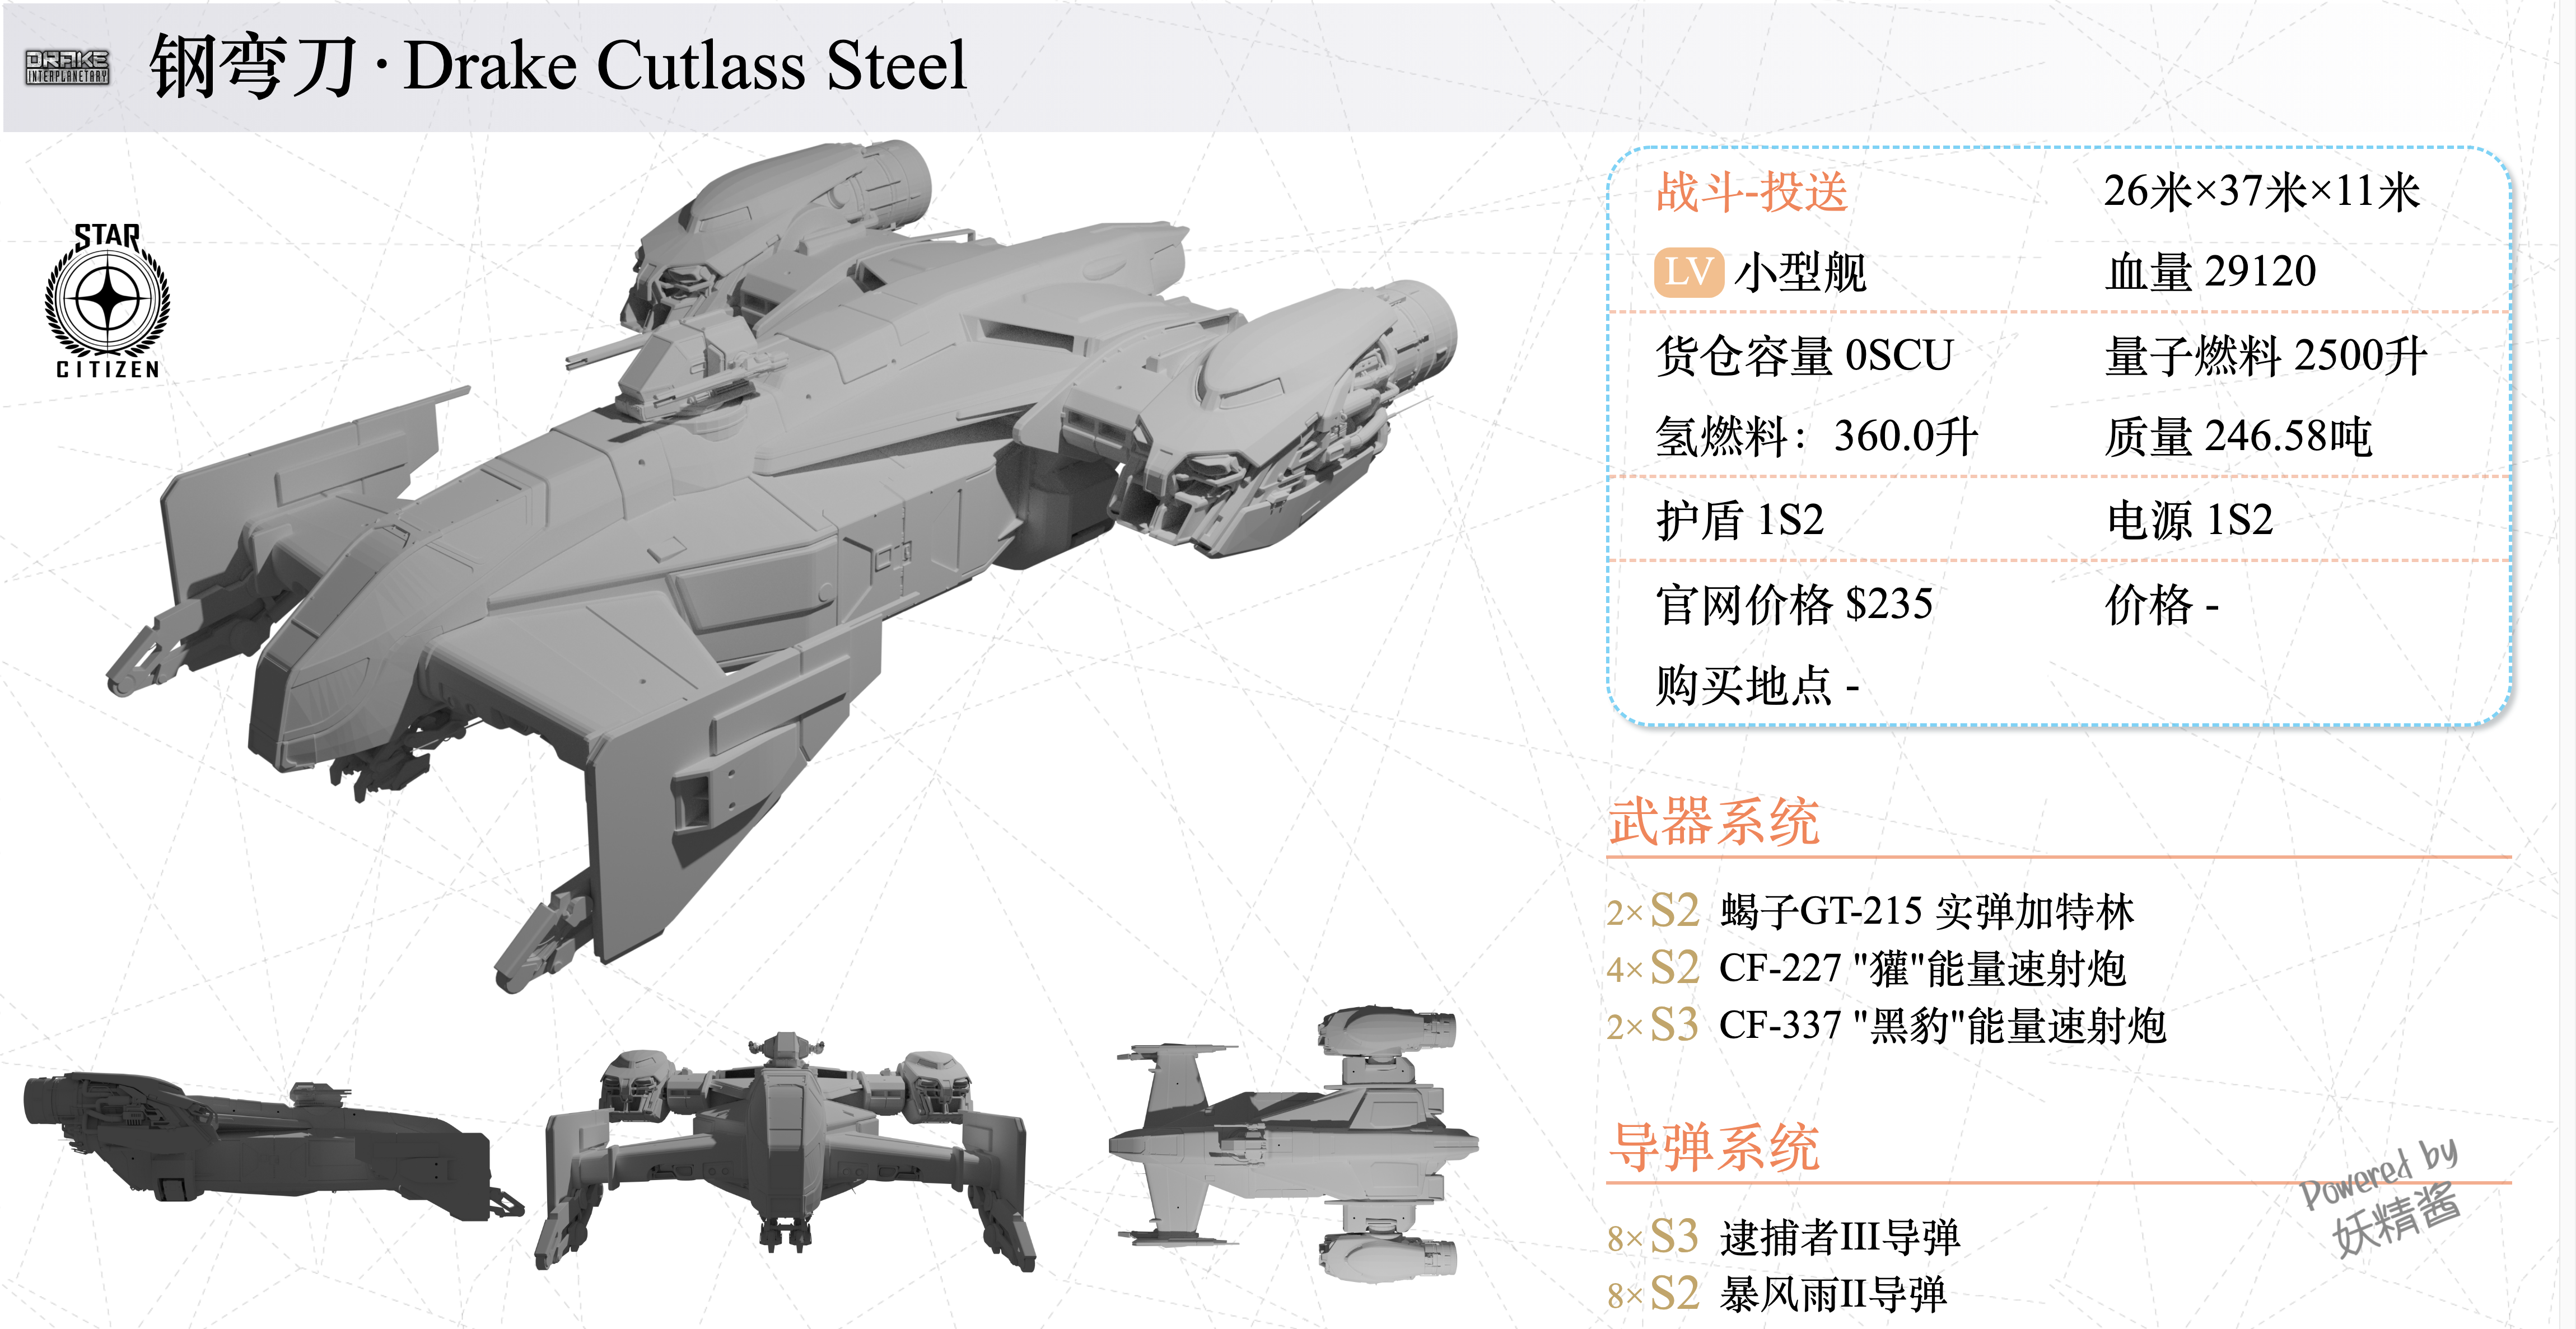 DRAKE
INTERPLANETARY
钢弯刀·Drake Cutlass Steel
STAR
CITIZEN
战斗-投送 26米×37米×11米
LV 小型舰 血量 29120
货仓容量 0SCU 量子燃料 2500升
氢燃料：360.0升 质量 246.58吨
护盾 1S2 电源 1S2
官网价格 $235 价格 -
购买地点 -
武器系统
2× S2 蝎子GT-215 实弹加特林
4× S2 CF-227 "獾"能量速射炮
2× S3 CF-337 "黑豹"能量速射炮
导弹系统
8× S3 逮捕者III导弹
8× S2 暴风雨II导弹
Powered by
妖精酱